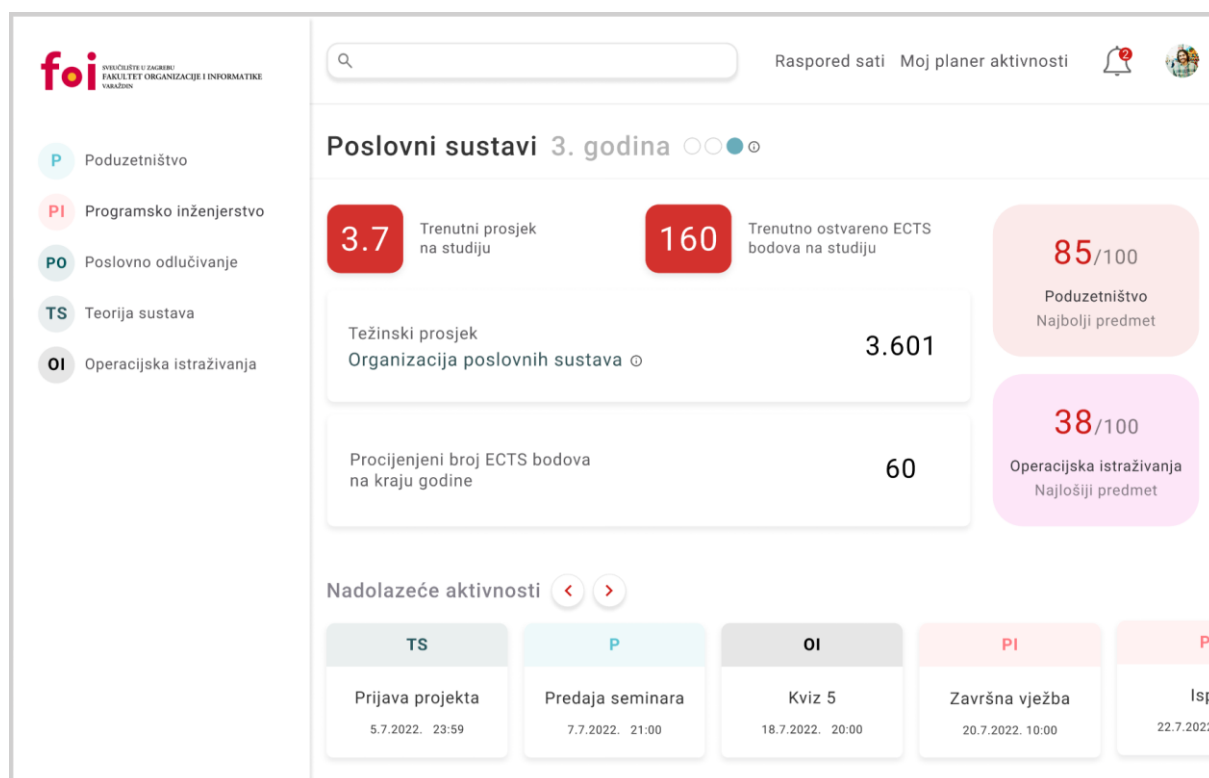 foi
SVEUČILIŠTE U ZAGREBU
FAKULTET ORGANIZACIJE I INFORMATIKE
VARAŽDIN
Raspored sati
Moj planer aktivnosti
2
P Poduzetništvo
PI Programsko inženjerstvo
PO Poslovno odlučivanje
TS Teorija sustava
OI Operacijska istraživanja
Poslovni sustavi 3. godina
3.7
Trenutni prosjek
na studiju
160
Trenutno ostvareno ECTS
bodova na studiju
85/100
Poduzetništvo
Najbolji predmet
Težinski prosjek
Organizacija poslovnih sustava
3.601
38/100
Operacijska istraživanja
Najlošiji predmet
Procijenjeni broj ECTS bodova
na kraju godine
60
Nadolazeće aktivnosti
TS
Prijava projekta
5.7.2022. 23:59
P
Predaja seminara
7.7.2022. 21:00
OI
Kviz 5
18.7.2022. 20:00
PI
Završna vježba
20.7.2022. 10:00
P
Isp
22.7.2022